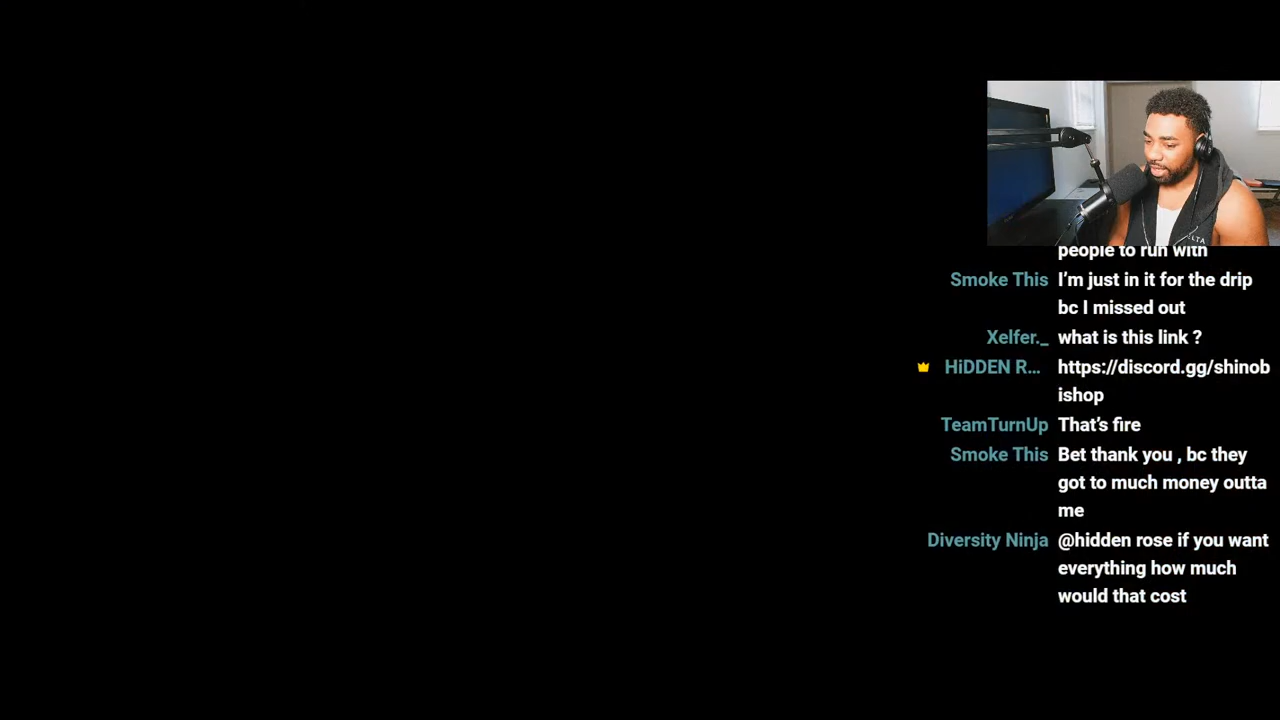 people to run with
Smoke This I'm just in it for the drip
bc I missed out
Xelfer._ what is this link ?
HiDDEN R... https://discord.gg/shinob
ishop
TeamTurnUp That's fire
Smoke This Bet thank you , bc they
got to much money outta
me
Diversity Ninja @hidden rose if you want
everything how much
would that cost